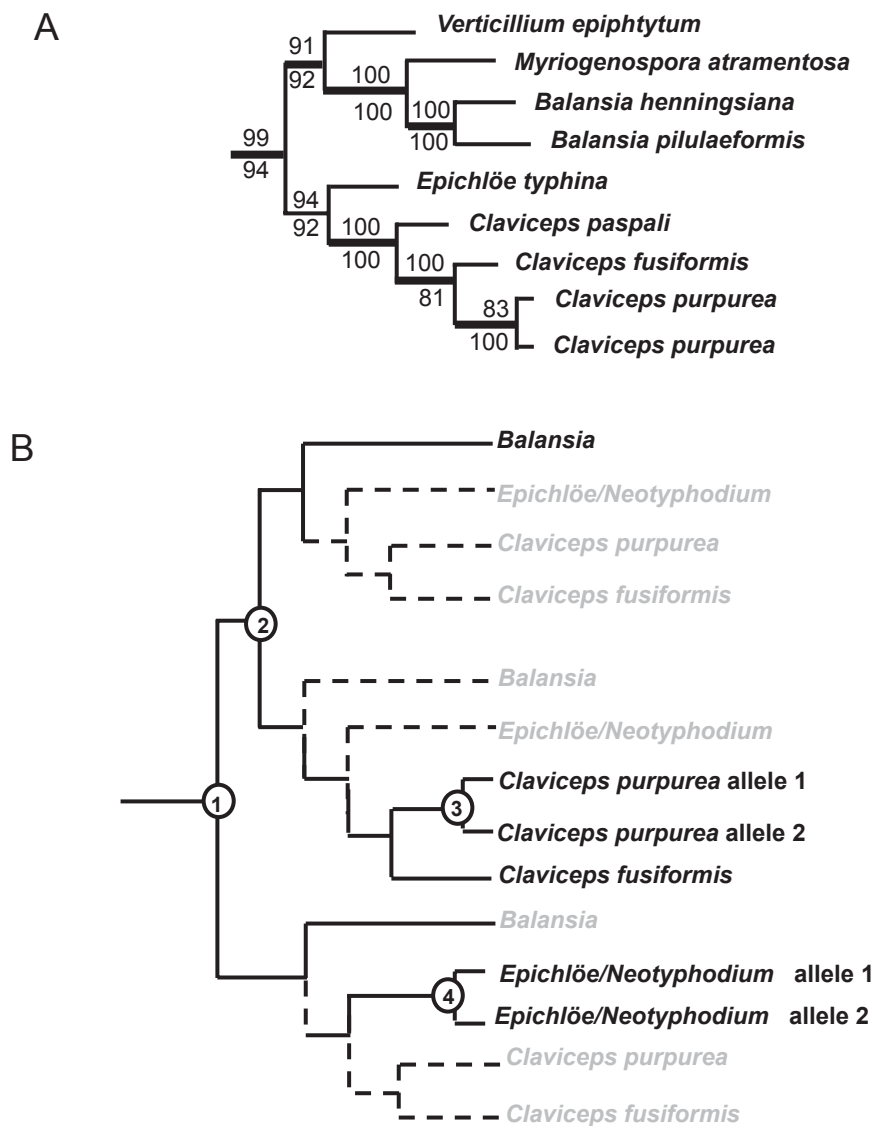 A
Verticillium epiphtytum
91
92
Myriogenospora atramentosa
100
100
Balansia henningsiana
100
100
Balansia pilulaeformis
99
94
Epichlöe typhina
94
92
Claviceps paspali
100
100
Claviceps fusiformis
100
81
Claviceps purpurea
83
100
Claviceps purpurea
B
Balansia
Epichlöe/Neotyphodium
Claviceps purpurea
Claviceps fusiformis
2
Balansia
Epichlöe/Neotyphodium
Claviceps purpurea allele 1
1
3
Claviceps purpurea allele 2
Claviceps fusiformis
Balansia
Epichlöe/Neotyphodium allele 1
4
Epichlöe/Neotyphodium allele 2
Claviceps purpurea
Claviceps fusiformis